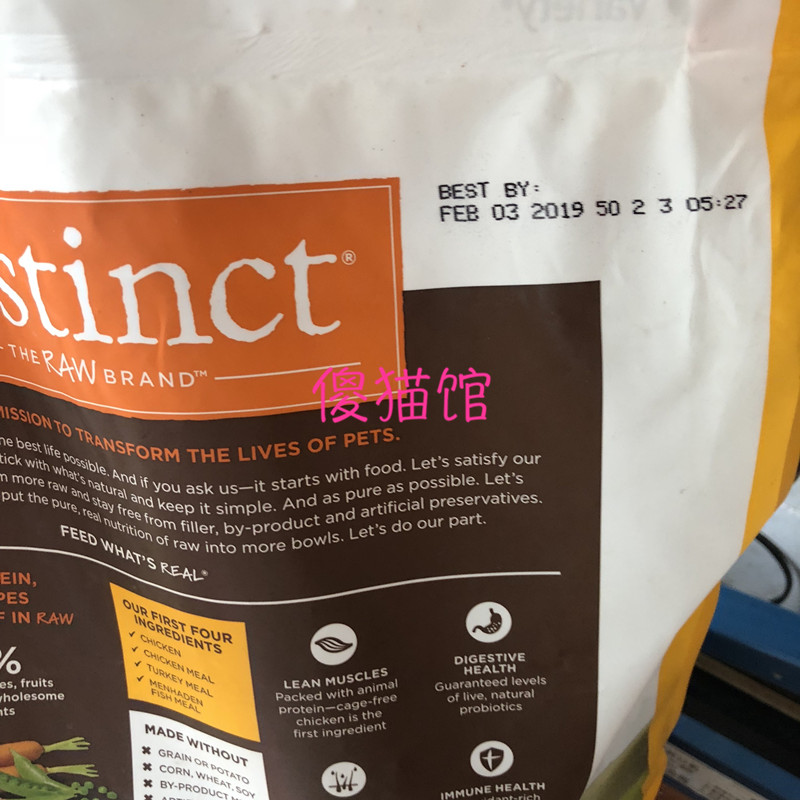 BEST BY:
FEB 03 2019 50 2 3 05:27
stinct®
THE RAW BRAND™
傻猫馆
MISSION TO TRANSFORM THE LIVES OF PETS.
he best life possible. And if you ask us—it starts with food. Let's satisfy our
tick with what's natural and keep it simple. And as pure as possible. Let's
m more raw and stay free from filler, by-product and artificial preservatives.
put the pure, real nutrition of raw into more bowls. Let's do our part.
FEED WHAT'S REAL®
EIN,
PES
F IN RAW
%
es, fruits
wholesome
nts
OUR FIRST FOUR
INGREDIENTS
✓ CHICKEN
✓ CHICKEN MEAL
✓ TURKEY MEAL
✓ MENHADEN
FISH MEAL
MADE WITHOUT
✖ GRAIN OR POTATO
✖ CORN, WHEAT, SOY
✖ BY-PRODUCT M
LEAN MUSCLES
Packed with animal
protein—cage-free
chicken is the
first ingredient
DIGESTIVE
HEALTH
Guaranteed levels
of live, natural
probiotics
IMMUNE HEALTH
idant-rich